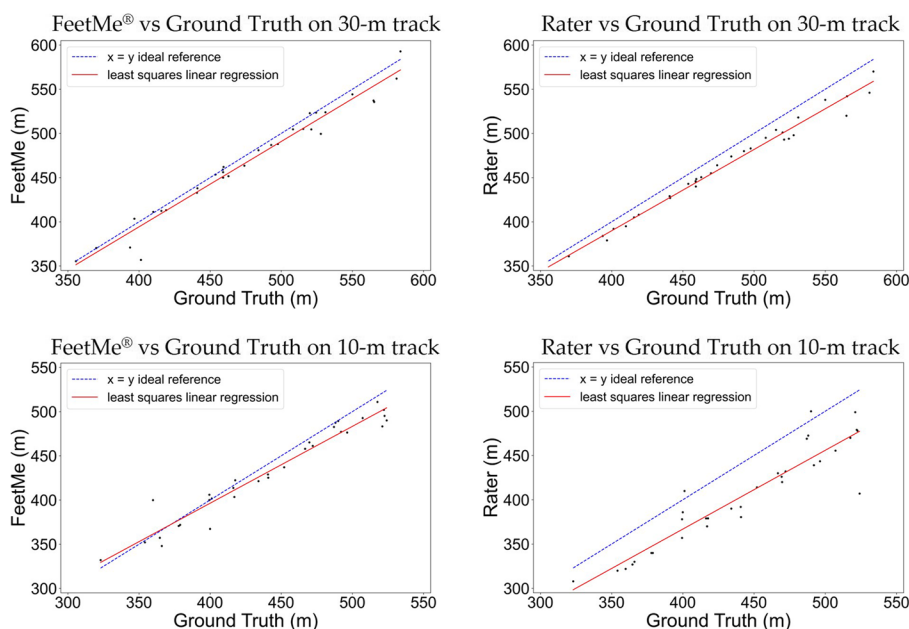 FeetMe® vs Ground Truth on 30-m track
600
550
500
450
400
350
FeetMe (m)
x = y ideal reference
least squares linear regression
350 400 450 500 550 600
Ground Truth (m)
Rater vs Ground Truth on 30-m track
600
550
500
450
400
350
Rater (m)
x = y ideal reference
least squares linear regression
350 400 450 500 550 600
Ground Truth (m)
FeetMe® vs Ground Truth on 10-m track
550
500
450
400
350
300
FeetMe (m)
x = y ideal reference
least squares linear regression
300 350 400 450 500 550
Ground Truth (m)
Rater vs Ground Truth on 10-m track
550
500
450
400
350
300
Rater (m)
x = y ideal reference
least squares linear regression
300 350 400 450 500 550
Ground Truth (m)